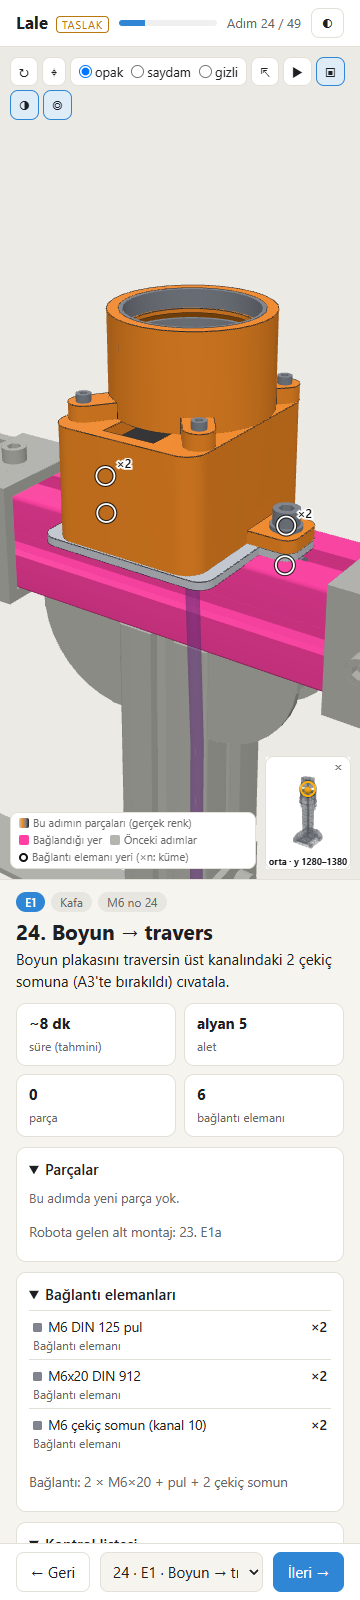 Lale TASLAK Adım 24 / 49
opak saydam gizli
×2
×2
Bu adımın parçaları (gerçek renk)
Bağlandığı yer Önceki adımlar
Bağlantı elemanı yeri (×n: küme)
orta · y 1280–1380
E1 Kafa M6 no 24
24. Boyun → travers
Boyun plakasını traversin üst kanalındaki 2 çekiç
somuna (A3'te bırakıldı) cıvatala.
~8 dk
süre (tahmini)
alyan 5
alet
0
parça
6
bağlantı elemanı
▼ Parçalar
Bu adımda yeni parça yok.
Robota gelen alt montaj: 23. E1a
▼ Bağlantı elemanları
M6 DIN 125 pul ×2
Bağlantı elemanı
M6x20 DIN 912 ×2
Bağlantı elemanı
M6 çekiç somun (kanal 10) ×2
Bağlantı elemanı
Bağlantı: 2 × M6×20 + pul + 2 çekiç somun
← Geri 24 · E1 · Boyun → tr İleri →